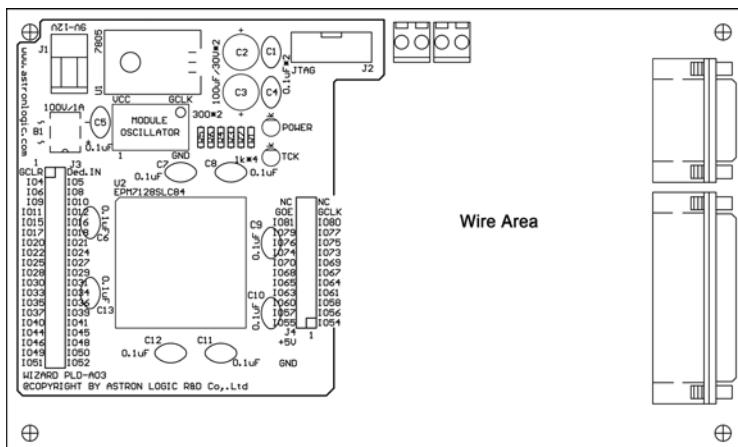 9V-12V
J1
7805
U1
www.astronlogic.com
C2
C1
C3
C4
100uF/30V*2
0.1uF*2
JTAG
J2
100V/1A
B1
C5
0.1uF
VCC GCLK
MODULE
OSCILLATOR
1
GND
300*2
1k*4
POWER
TCK
C7
0.1uF
C8
0.1uF
1 J3
GCLR Ded.IN
IO4 IO5
IO6 IO8
IO9 IO10
IO11 IO12
IO15 IO16
IO17 IO18
IO20 IO21
IO22 IO24
IO25 IO27
IO28 IO29
IO30 IO31
IO33 IO34
IO35 IO36
IO37 IO39
IO40 IO41
IO44 IO45
IO46 IO48
IO49 IO50
IO51 IO52
0.1uF
C6
0.1uF
C13
U2
EPM7128SLC84
C9
0.1uF
C10
0.1uF
NC NC
GOE GCLK
IO81 IO80
IO79 IO77
IO76 IO75
IO74 IO73
IO70 IO69
IO68 IO67
IO65 IO64
IO63 IO61
IO60 IO58
IO57 IO56
IO55 IO54
J4 1
+5V
GND
C12
0.1uF
C11
0.1uF
WIZARD PLD-A03
@COPYRIGHT BY ASTRON LOGIC R&D Co,.Ltd
Wire Area